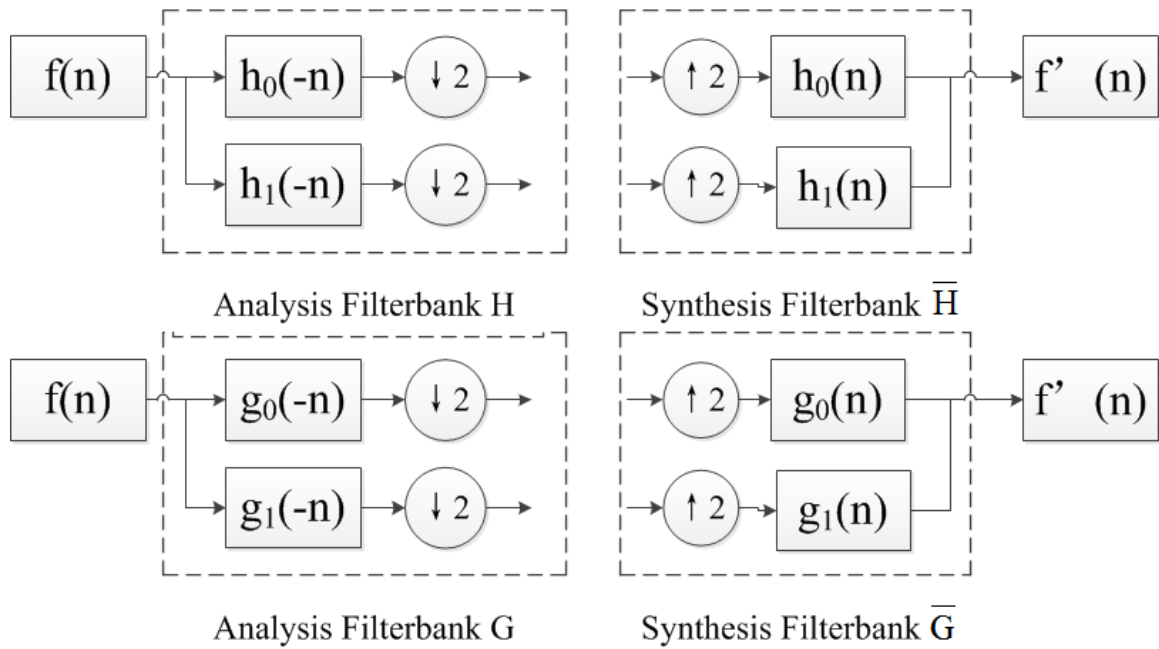 f(n) h₀(-n) ↓ 2 ↑ 2 h₀(n) f’ (n)
h₁(-n) ↓ 2 ↑ 2 h₁(n)
Analysis Filterbank H Synthesis Filterbank H̅
f(n) g₀(-n) ↓ 2 ↑ 2 g₀(n) f’ (n)
g₁(-n) ↓ 2 ↑ 2 g₁(n)
Analysis Filterbank G Synthesis Filterbank G̅